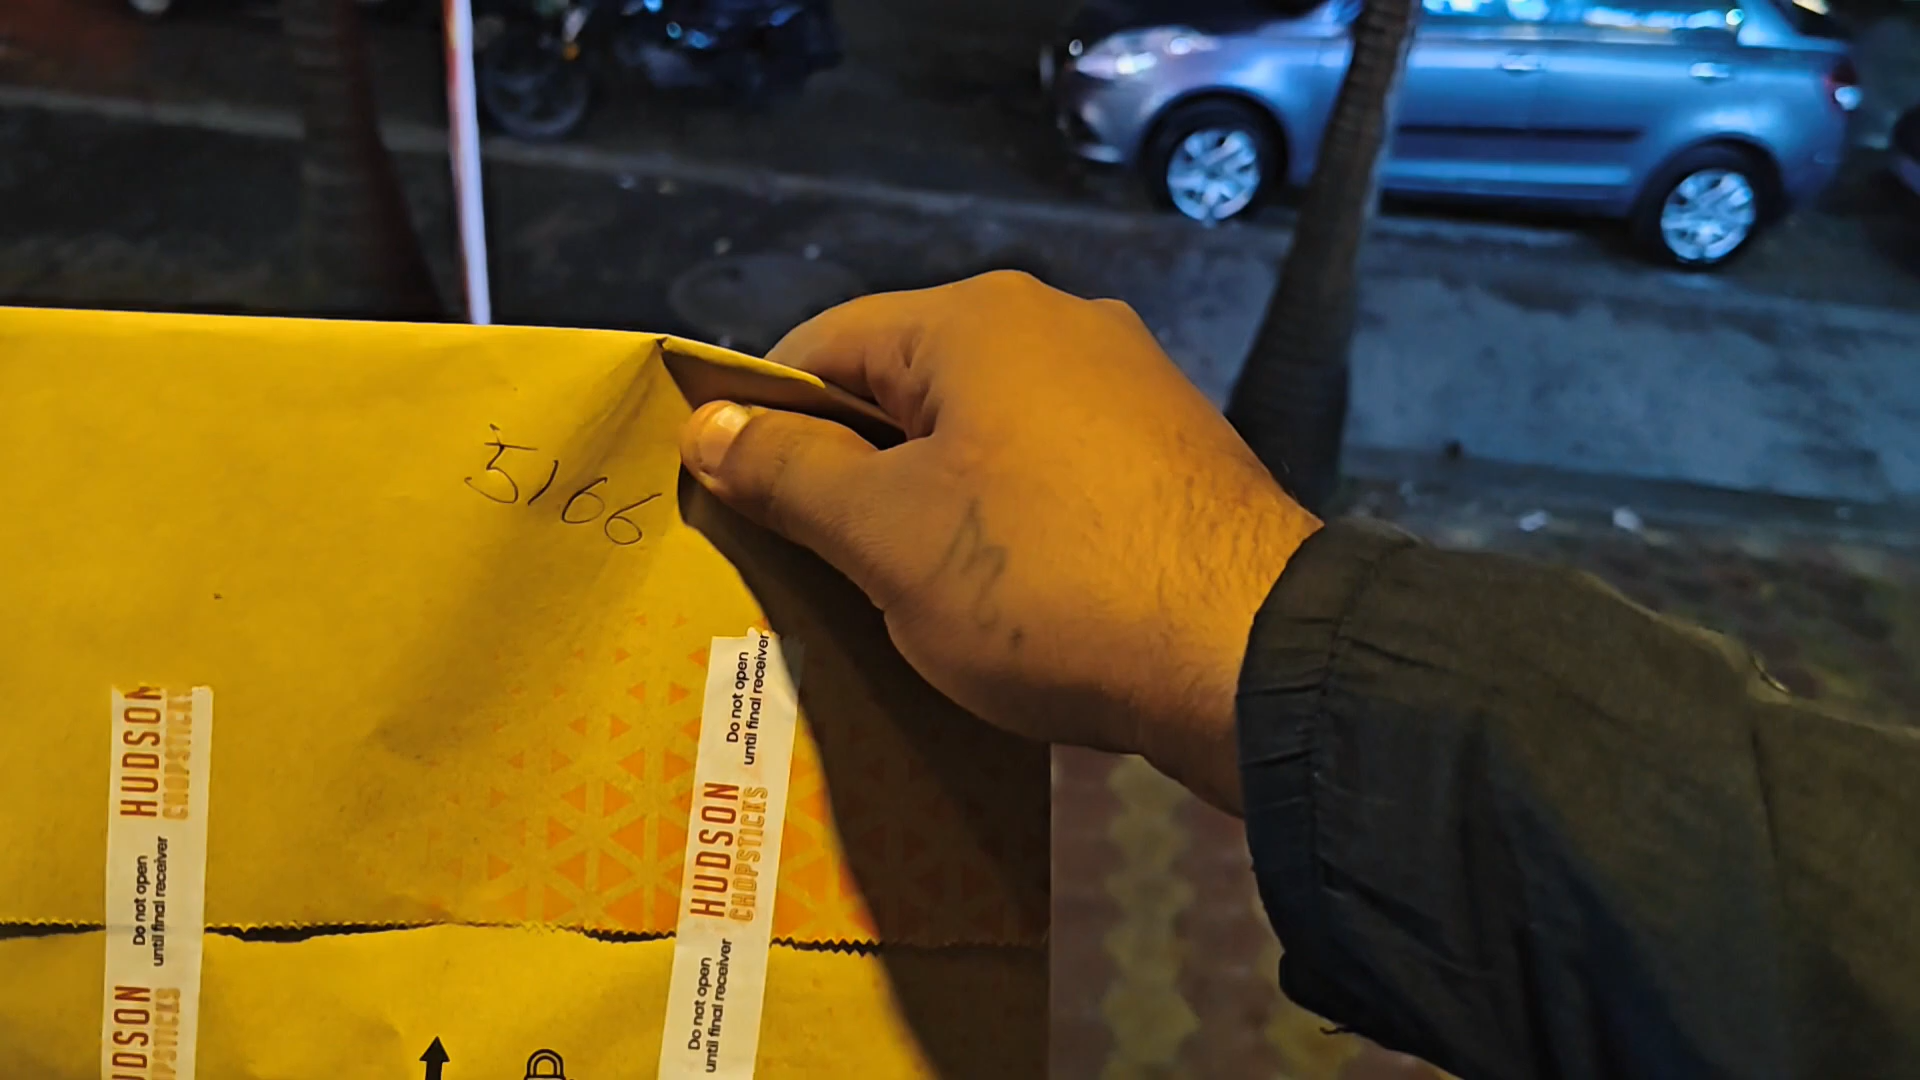 5166
HUDSON
CHOPSTICKS
Do not open
until final receiver
HUDSON
CHOPSTICKS
Do not open
until final receiver
HUDSON
CHOPSTICKS
Do not open
until final receiver